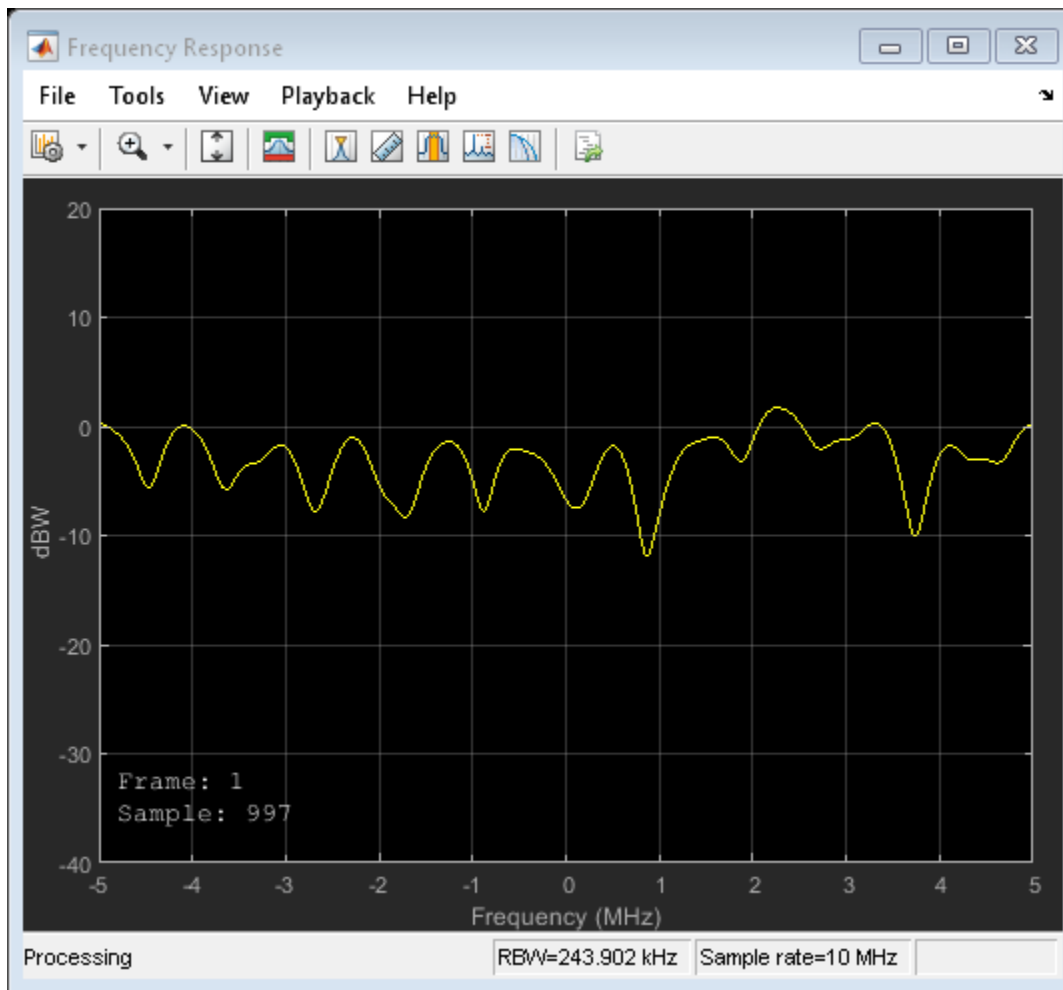 Frequency Response
File Tools View Playback Help
20
10
0
-10
-20
-30
-40
dBW
Frame: 1
Sample: 997
-5 -4 -3 -2 -1 0 1 2 3 4 5
Frequency (MHz)
Processing RBW=243.902 kHz Sample rate=10 MHz